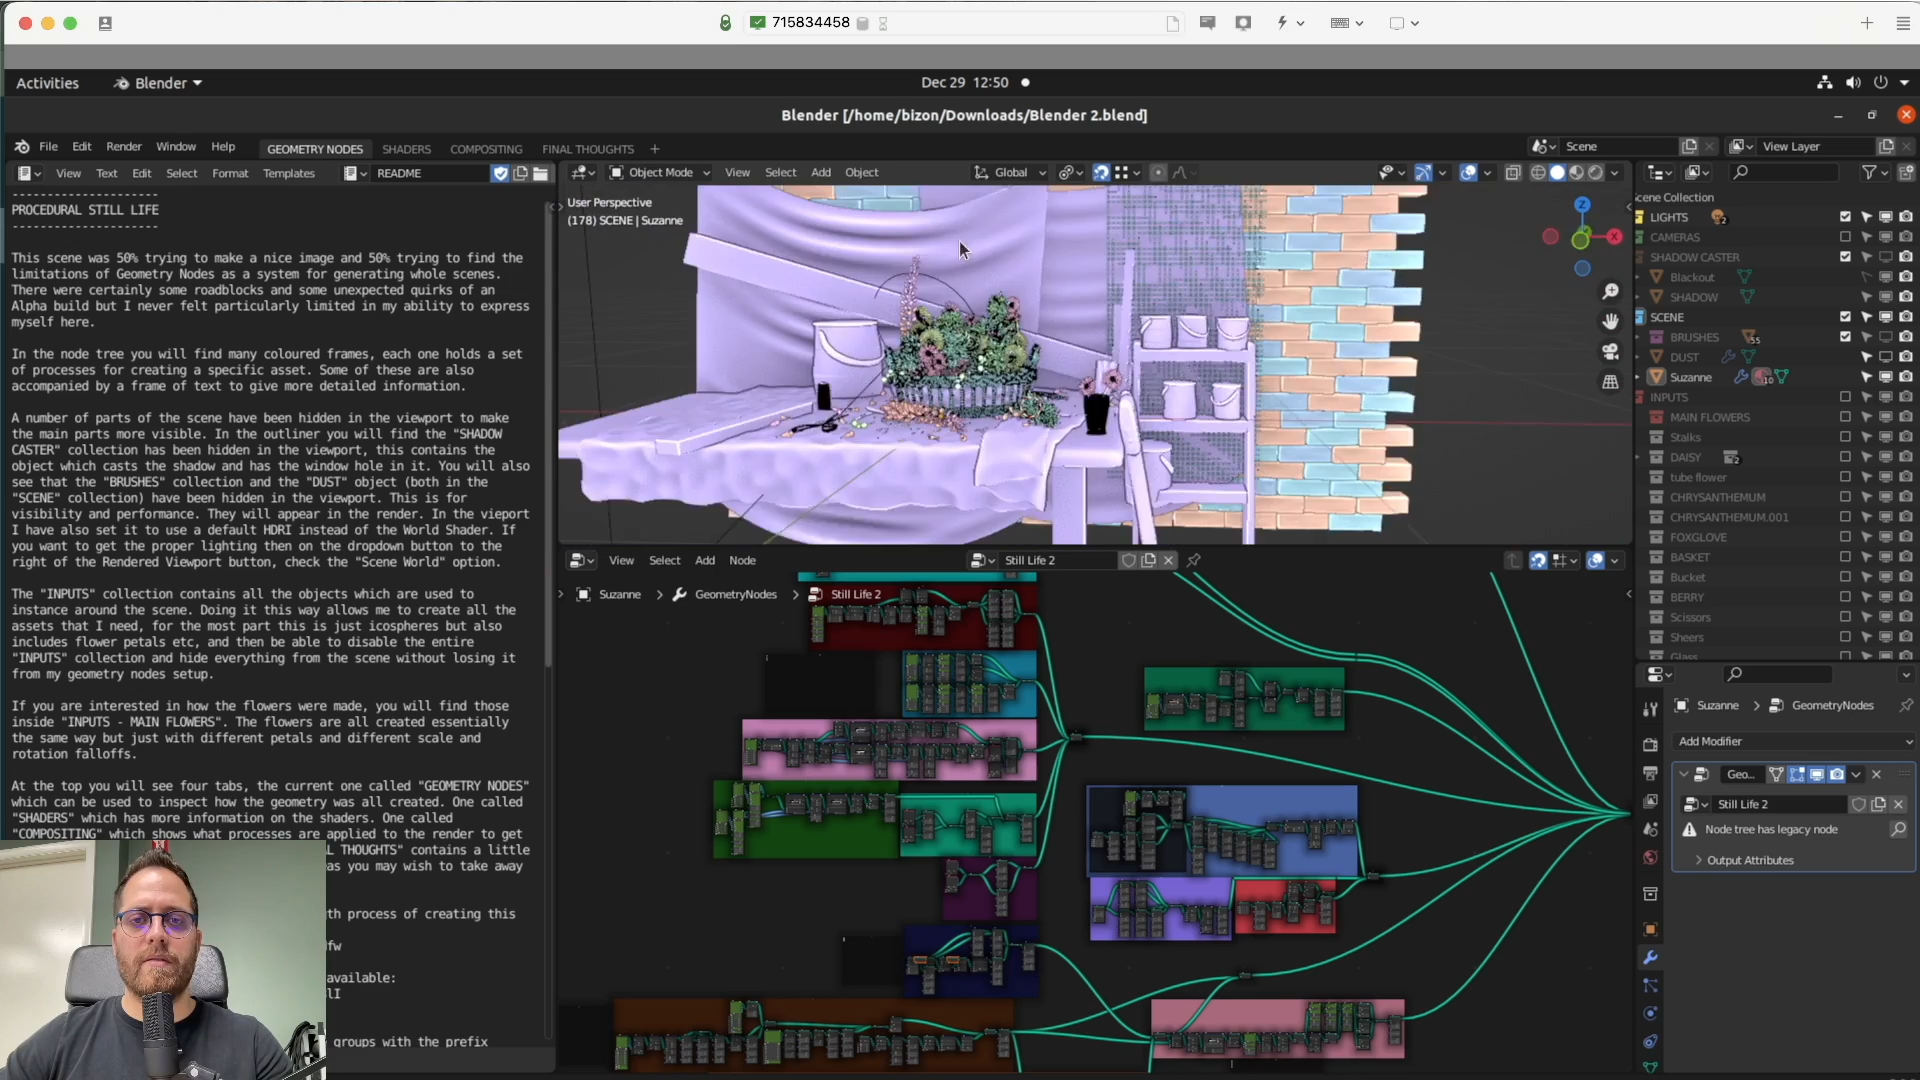 715834458
Activities
Blender
Dec 29 12:50
Blender [/home/bizon/Downloads/Blender 2.blend]
File Edit Render Window Help GEOMETRY NODES SHADERS COMPOSITING FINAL THOUGHTS + Scene View Layer
View Text Edit Select Format Templates README
PROCEDURAL STILL LIFE
This scene was 50% trying to make a nice image and 50% trying to find the
limitations of Geometry Nodes as a system for generating whole scenes.
There were certainly some roadblocks and some unexpected quirks of an
Alpha build but I never felt particularly limited in my ability to express
myself here.
In the node tree you will find many coloured frames, each one holds a set
of processes for creating a specific asset. Some of these are also
accompanied by a frame of text to give more detailed information.
A number of parts of the scene have been hidden in the viewport to make
the main parts more visible. In the outliner you will find the "SHADOW
CASTER" collection has been hidden in the viewport, this contains the
object which casts the shadow and has the window hole in it. You will also
see that the "BRUSHES" collection and the "DUST" object (both in the
"SCENE" collection) have been hidden in the viewport. This is for
visibility and performance. They will appear in the render. In the vieport
I have also set it to use a default HDRI instead of the World Shader. If
you want to get the proper lighting then on the dropdown button to the
right of the Rendered Viewport button, check the "Scene World" option.
The "INPUTS" collection contains all the objects which are used to
instance around the scene. Doing it this way allows me to create all the
assets that I need, for the most part this is just icospheres but also
includes flower petals etc, and then be able to disable the entire
"INPUTS" collection and hide everything from the scene without losing it
from my geometry nodes setup.
If you are interested in how the flowers were made, you will find those
inside "INPUTS - MAIN FLOWERS". The flowers are all created essentially
the same way but just with different petals and different scale and
rotation falloffs.
At the top you will see four tabs, the current one called "GEOMETRY NODES"
which can be used to inspect how the geometry was all created. One called
"SHADERS" which has more information on the shaders. One called
"COMPOSITING" which shows what processes are applied to the render to get
THOUGHTS" contains a little
as you may wish to take away
process of creating this
available:
groups with the prefix
Object Mode View Select Add Object Global
User Perspective
(178) SCENE | Suzanne
Z
X
View Select Add Node Still Life 2
Suzanne > GeometryNodes > Still Life 2
Scene Collection
LIGHTS 2
CAMERAS
SHADOW CASTER
Blackout
SHADOW
SCENE
BRUSHES 55
DUST
Suzanne 10
INPUTS
MAIN FLOWERS
Stalks
DAISY 2
tube flower
CHRYSANTHEMUM
CHRYSANTHEMUM.001
FOXGLOVE
BASKET
Bucket
BERRY
Scissors
Sheers
Glass
Suzanne > GeometryNodes
Add Modifier
Geo...
Still Life 2
Node tree has legacy node
Output Attributes